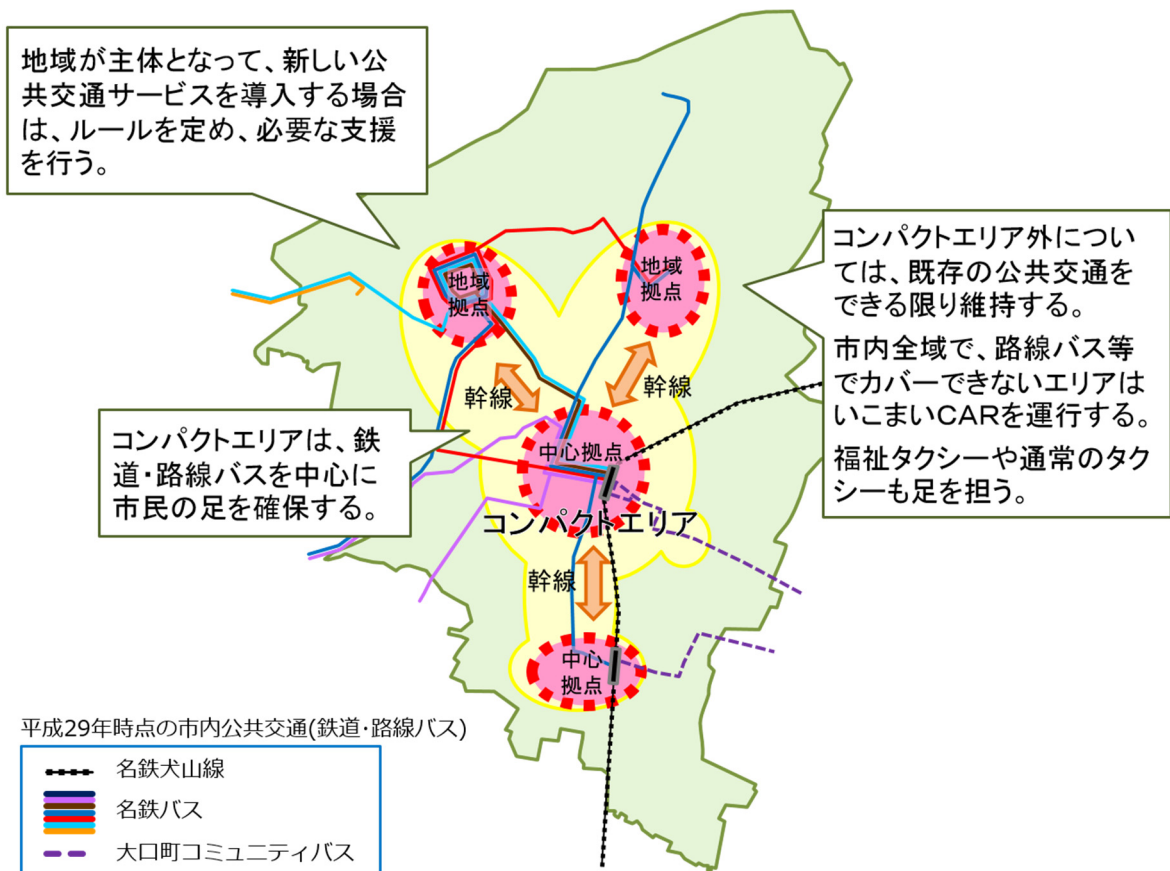 地域が主体となって、新しい公
共交通サービスを導入する場合
は、ルールを定め、必要な支援
を行う。
コンパクトエリア外につい
ては、既存の公共交通を
できる限り維持する。
市内全域で、路線バス等
でカバーできないエリアは
いこまいCARを運行する。
福祉タクシーや通常のタク
シーも足を担う。
地域
拠点
地域
拠点
幹線
幹線
コンパクトエリアは、鉄
道・路線バスを中心に
市民の足を確保する。
中心拠点
コンパクトエリア
幹線
中心
拠点
平成29年時点の市内公共交通(鉄道・路線バス)
名鉄犬山線
名鉄バス
大口町コミュニティバス